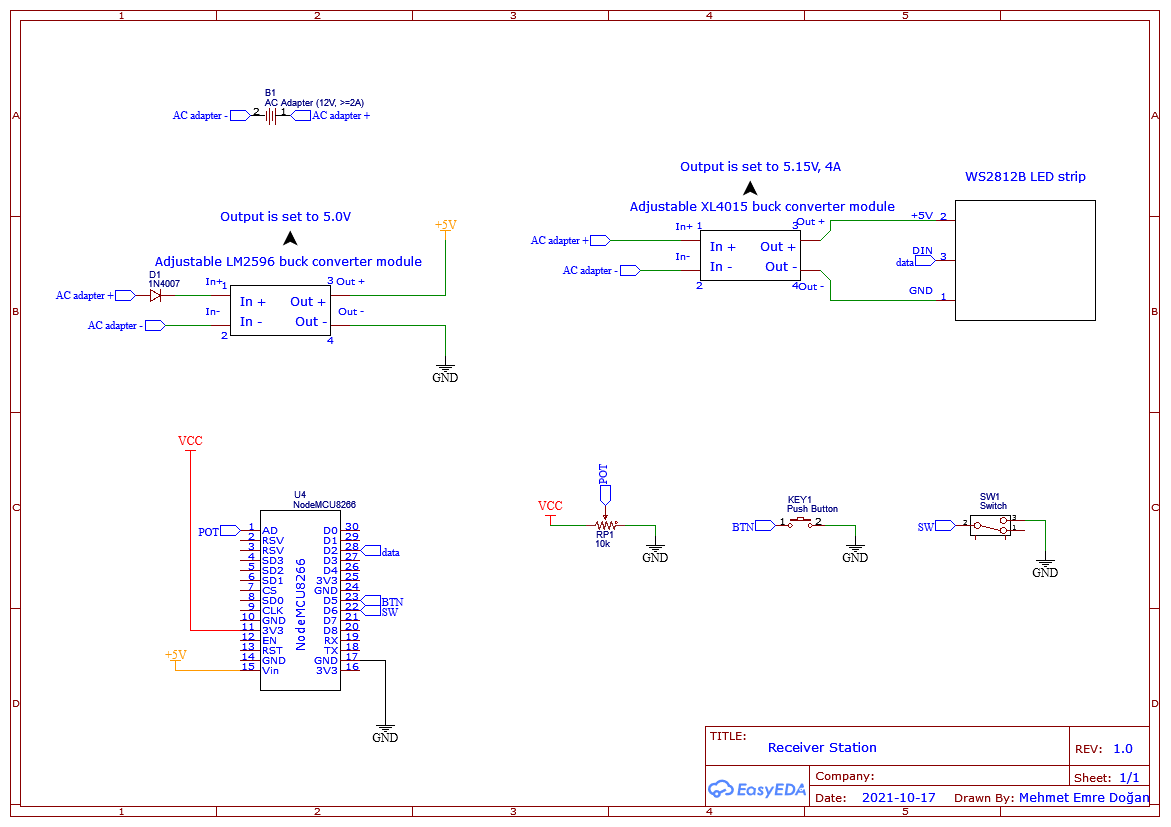 1 2 3 4 5
A A
B1
AC Adapter (12V, >=2A)
AC adapter - 2 1 AC adapter +
Output is set to 5.15V, 4A
WS2812B LED strip
Adjustable XL4015 buck converter module
Output is set to 5.0V
+5V
Adjustable LM2596 buck converter module
In+ 1
3 Out +
AC adapter +
In +
Out +
In-
AC adapter -
In -
Out -
2
4 Out -
+5V 2
DIN
data 3
GND 1
D1
1N4007
In+ 1
3 Out +
AC adapter +
In +
Out +
In-
Out -
AC adapter -
In -
Out -
2
4
B B
GND
VCC
U4
NodeMCU8266
POT 1 AD D0 30
2 RSV D1 29
3 RSV D2 28 data
4 SD3 D3 27
5 SD2 D4 26
6 SD1 3V3 25
7 CS GND 24
8 SD0 D5 23 BTN
9 CLK D6 22 SW
10 GND D7 21
11 3V3 D8 20
12 EN RX 19
13 RST TX 18
14 GND GND 17
15 Vin 3V3 16
NodeMCU8266
+5V
GND
POT
VCC
RP1
10k
GND
KEY1
Push Button
BTN 1 2
GND
SW1
Switch
SW 2 3
1
GND
C C
D D
TITLE:
Receiver Station
REV: 1.0
EasyEDA
Company:
Sheet: 1/1
Date: 2021-10-17 Drawn By: Mehmet Emre Doğan
1 2 3 4 5